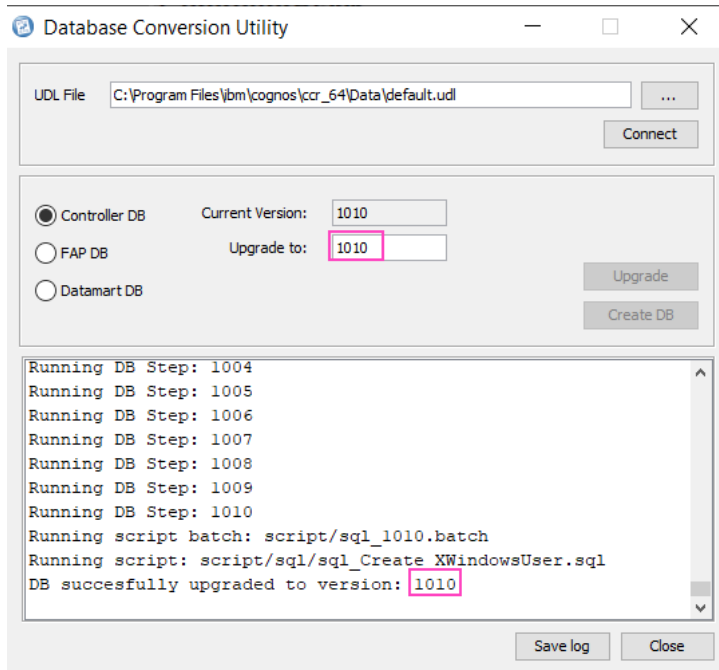 Database Conversion Utility
UDL File C:\Program Files\ibm\cognos\ccr_64\Data\default.udl ...
Connect
Controller DB Current Version: 1010
FAP DB Upgrade to: 1010
Upgrade
Datamart DB
Create DB
Running DB Step: 1004
Running DB Step: 1005
Running DB Step: 1006
Running DB Step: 1007
Running DB Step: 1008
Running DB Step: 1009
Running DB Step: 1010
Running script batch: script/sql_1010.batch
Running script: script/sql/sql_Create_XWindowsUser.sql
DB succesfully upgraded to version: 1010
Save log Close